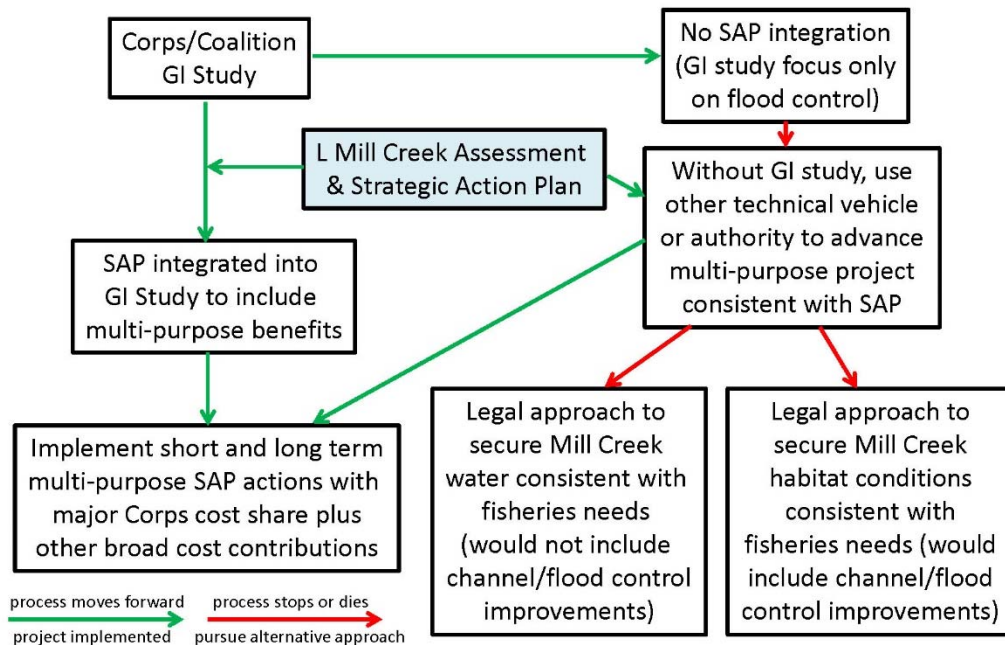 Corps/Coalition
GI Study
No SAP integration
(GI study focus only
on flood control)
L Mill Creek Assessment
& Strategic Action Plan
Without GI study, use
other technical vehicle
or authority to advance
multi-purpose project
consistent with SAP
SAP integrated into
GI Study to include
multi-purpose benefits
Implement short and long term
multi-purpose SAP actions with
major Corps cost share plus
other broad cost contributions
Legal approach to
secure Mill Creek
water consistent with
fisheries needs
(would not include
channel/flood control
improvements)
Legal approach to
secure Mill Creek
habitat conditions
consistent with
fisheries needs (would
include channel/flood
control improvements)
process moves forward
project implemented
process stops or dies
pursue alternative approach